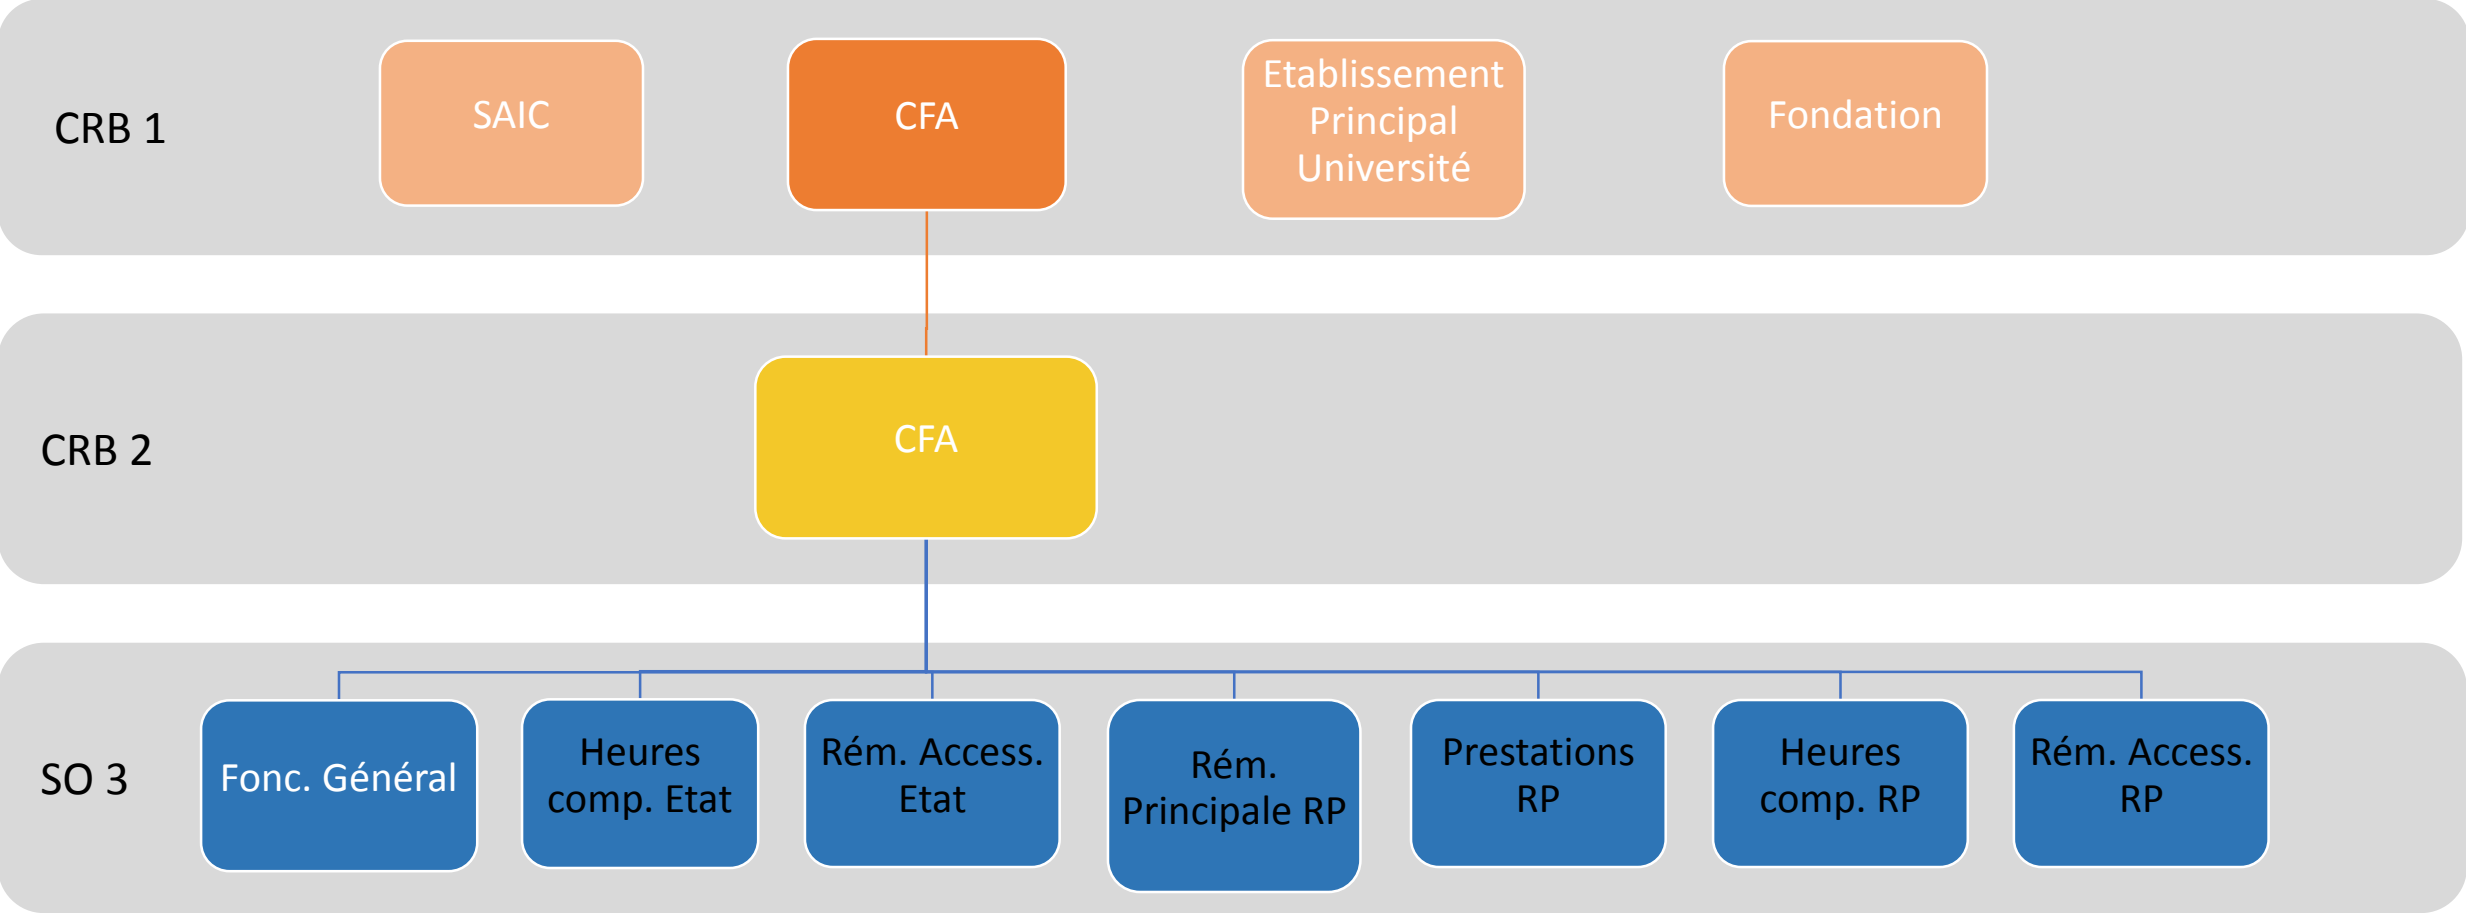 CRB 1
SAIC
CFA
Etablissement
Principal
Université
Fondation
CRB 2
CFA
SO 3
Fonc. Général
Heures
comp. Etat
Rém. Access.
Etat
Rém.
Principale RP
Prestations
RP
Heures
comp. RP
Rém. Access.
RP